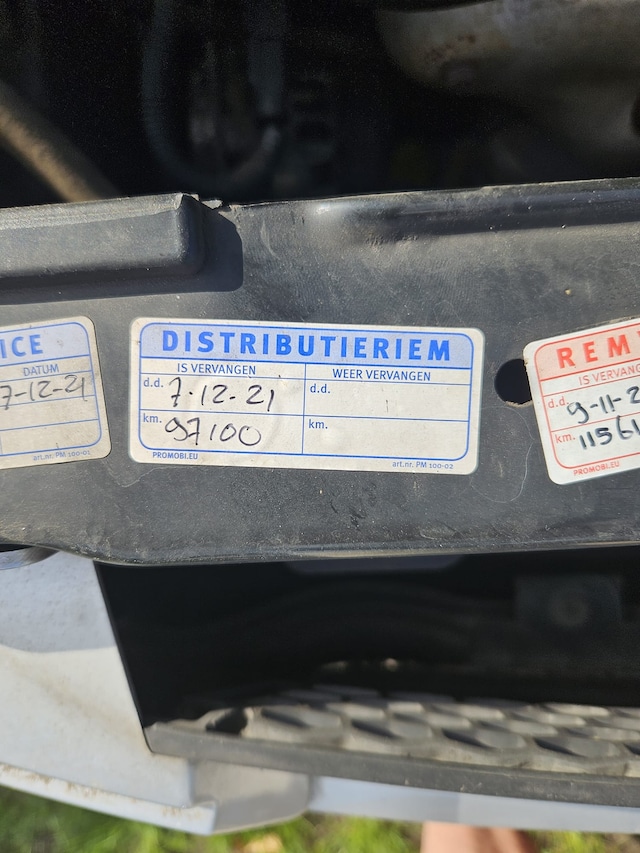 ICE
DATUM
7-12-21
art.nr. PM 100-01
DISTRIBUTIERIEM
IS VERVANGEN
WEER VERVANGEN
d.d. 7-12-21
d.d.
km. 97100
km.
PROMOBI.EU
art.nr. PM 100-02
REM
IS VERVANG
d.d. 9-11-2
km. 1156
PROMOBI.EU